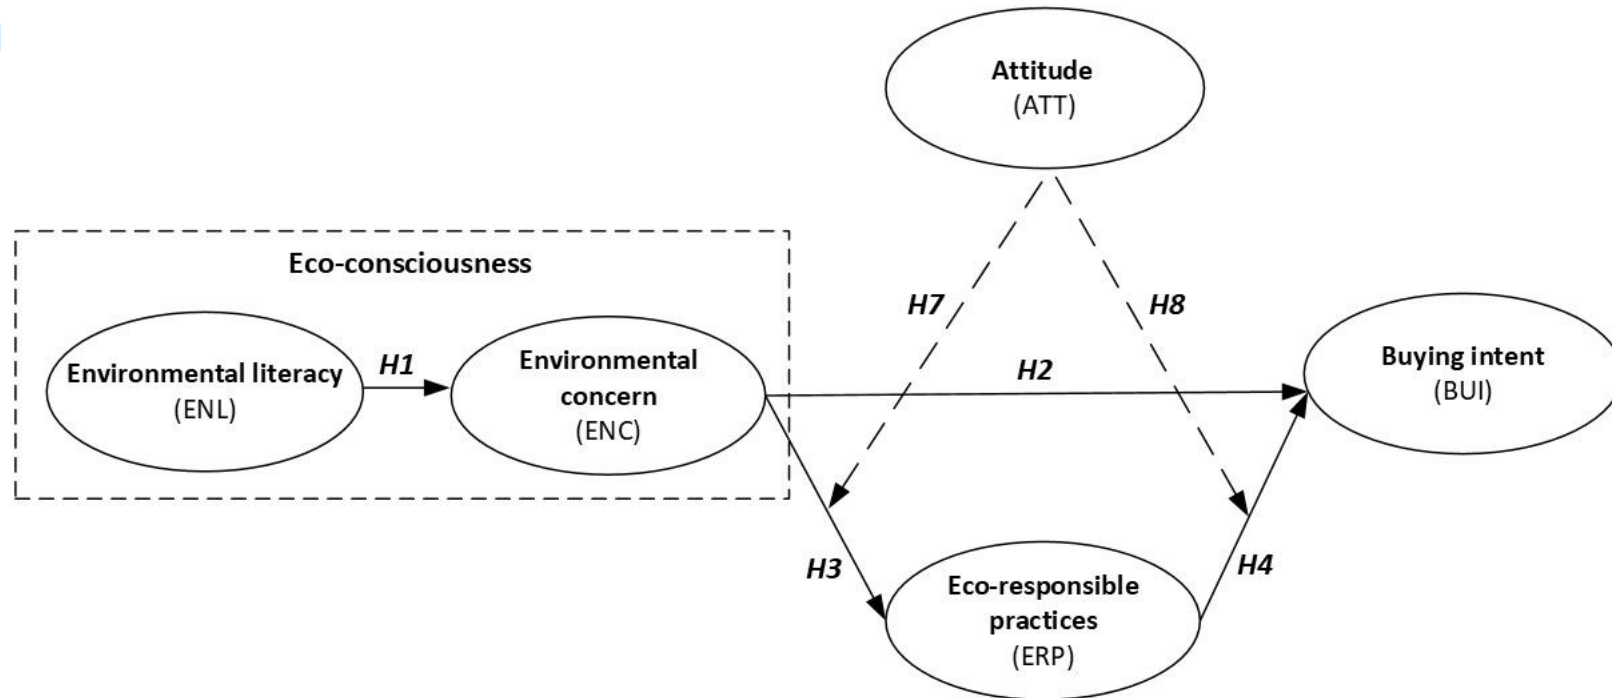 Attitude
(ATT)
Eco-consciousness
H7
H8
Environmental literacy
(ENL)
H1
Environmental
concern
(ENC)
H2
Buying intent
(BUI)
H3
H4
Eco-responsible
practices
(ERP)